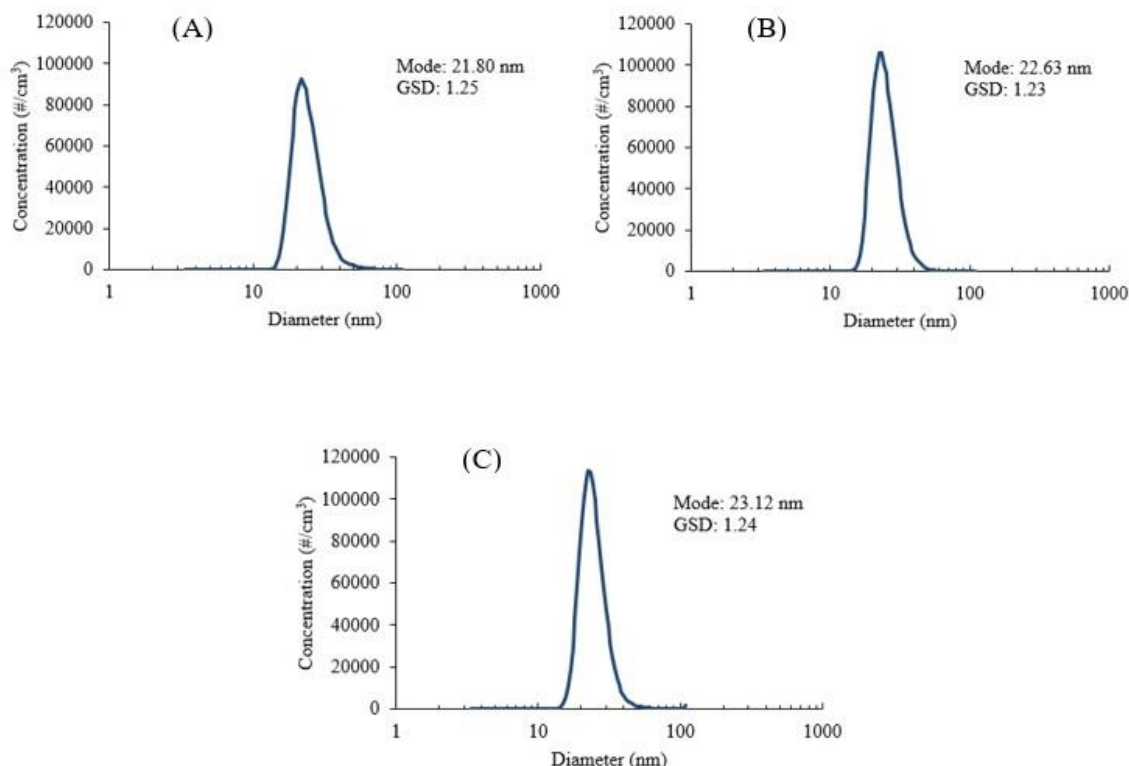 (A)
Mode: 21.80 nm
GSD: 1.25
Concentration (#/cm³)
120000
100000
80000
60000
40000
20000
0
1 10 100 1000
Diameter (nm)
(B)
Mode: 22.63 nm
GSD: 1.23
Concentration (#/cm³)
120000
100000
80000
60000
40000
20000
0
1 10 100 1000
Diameter (nm)
(C)
Mode: 23.12 nm
GSD: 1.24
Concentration (#/cm³)
120000
100000
80000
60000
40000
20000
0
1 10 100 1000
Diameter (nm)